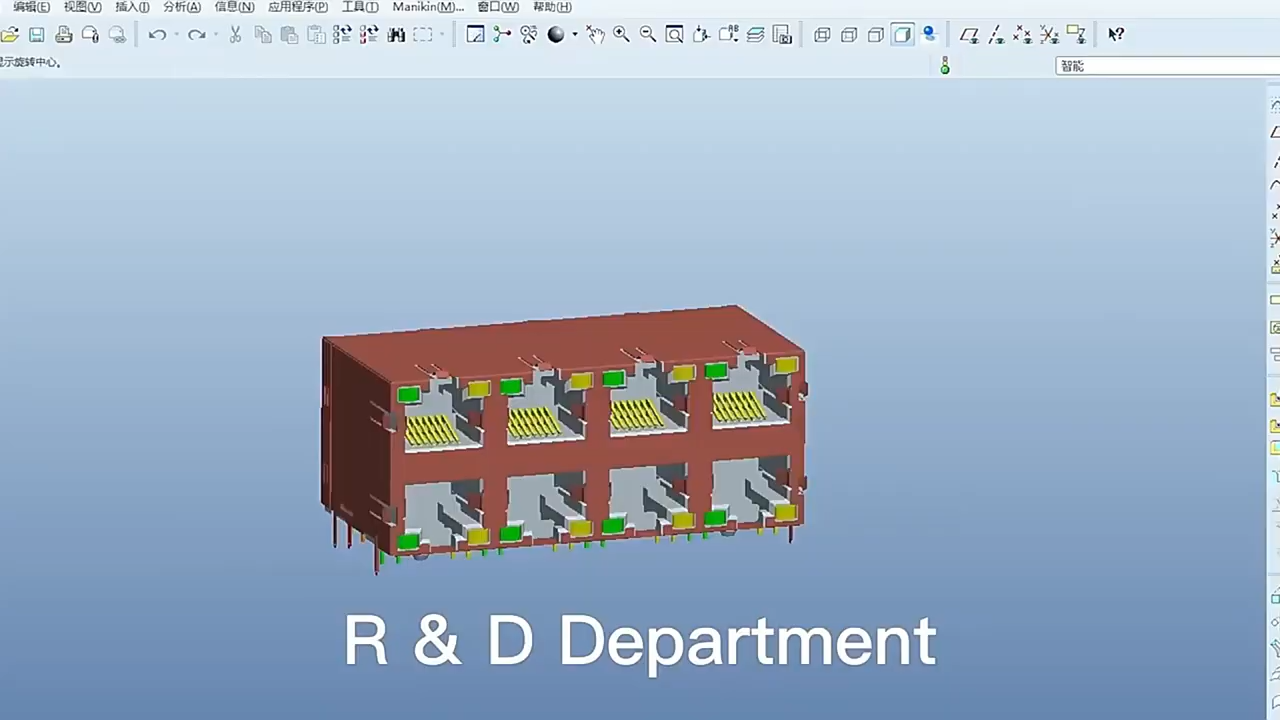 编辑(E) 视图(V) 插入(I) 分析(A) 信息(N) 应用程序(P) 工具(T) Manikin(M)... 窗口(W) 帮助(H)
显示旋转中心。
智能
R & D Department